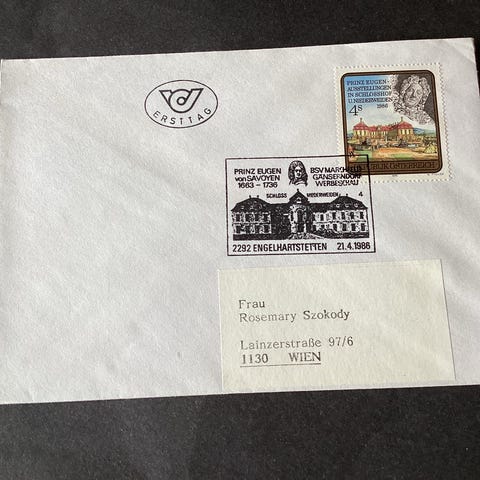 ERSTTAG
PRINZ EUGEN-
AUSSTELLUNGEN
IN SCHLOSSHOF
U. NIEDERWEIDEN
1986
4 S
REPUBLIK ÖSTERREICH
PRINZ EUGEN
von SAVOYEN
1663 - 1736
BSV MARCHFELD
GÄNSERNDORF
WERBESCHAU
SCHLOSS NIEDERWEIDEN 4
2292 ENGELHARTSTETTEN 21.4.1986
Frau
Rosemary Szokody
Lainzerstraße 97/6
1130 WIEN